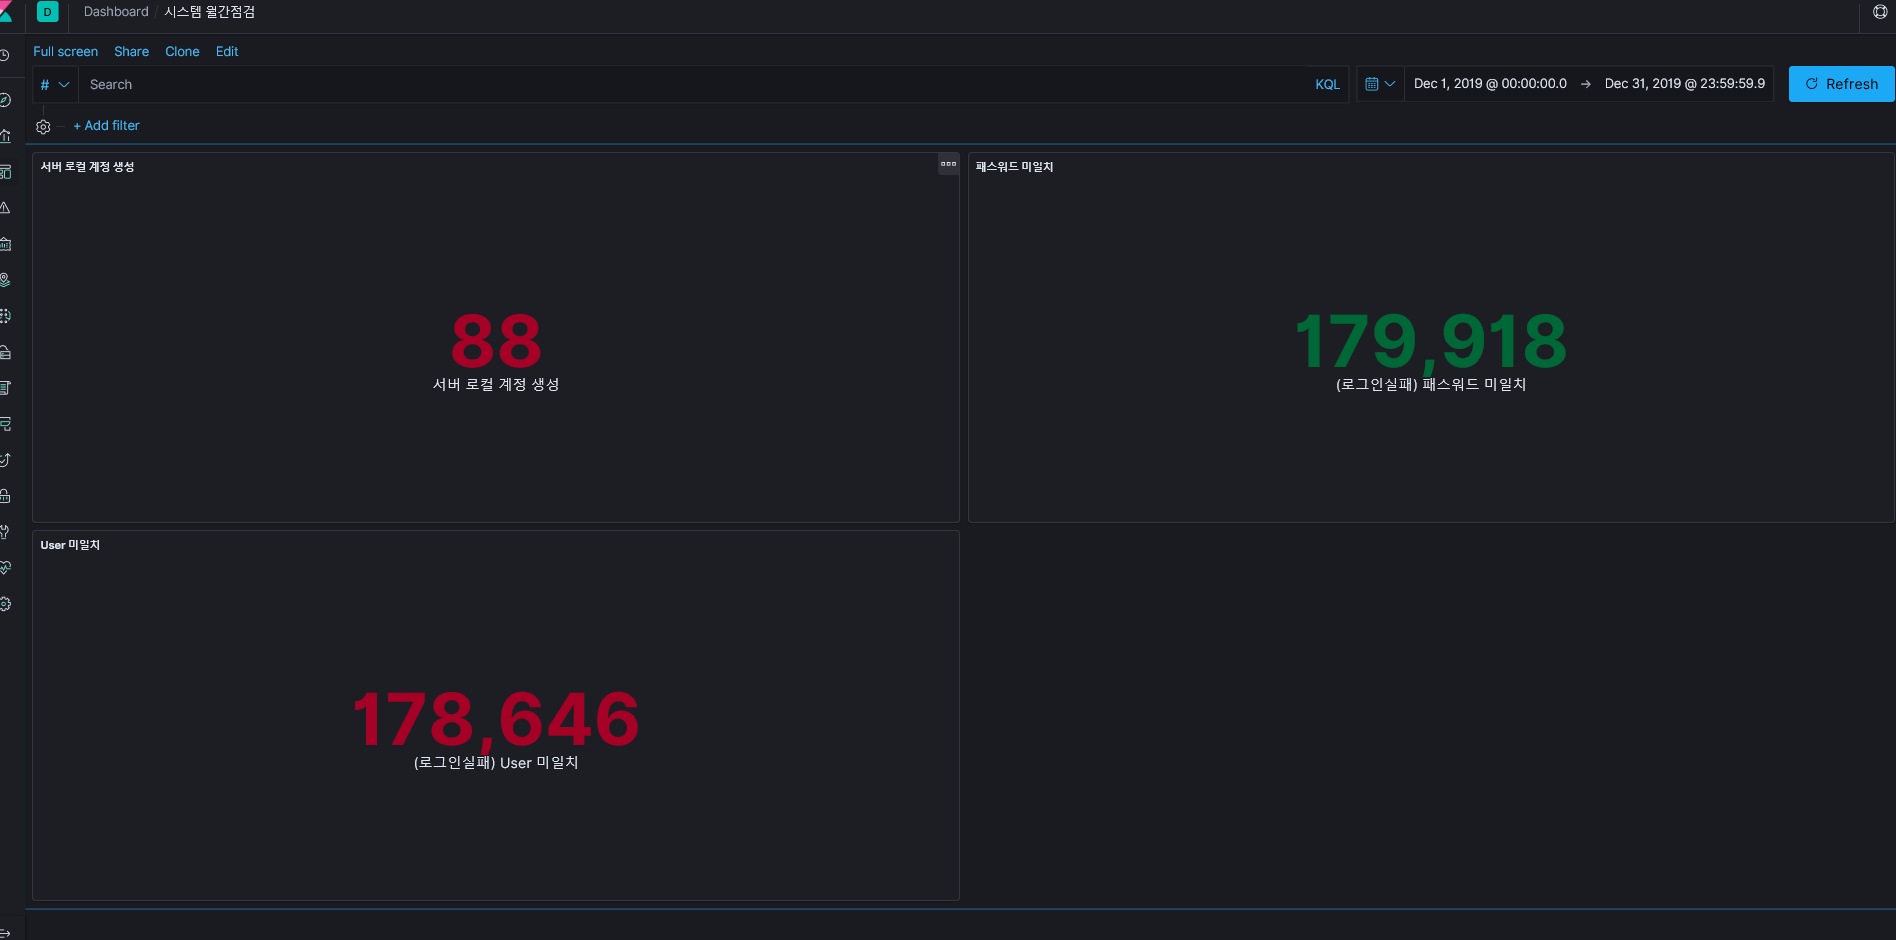 D Dashboard / 시스템 월간점검
Full screen Share Clone Edit
# Search KQL Dec 1, 2019 @ 00:00:00.0 → Dec 31, 2019 @ 23:59:59.9 Refresh
+ Add filter
서버 로컬 계정 생성
88
서버 로컬 계정 생성
패스워드 미일치
179,918
(로그인실패) 패스워드 미일치
User 미일치
178,646
(로그인실패) User 미일치